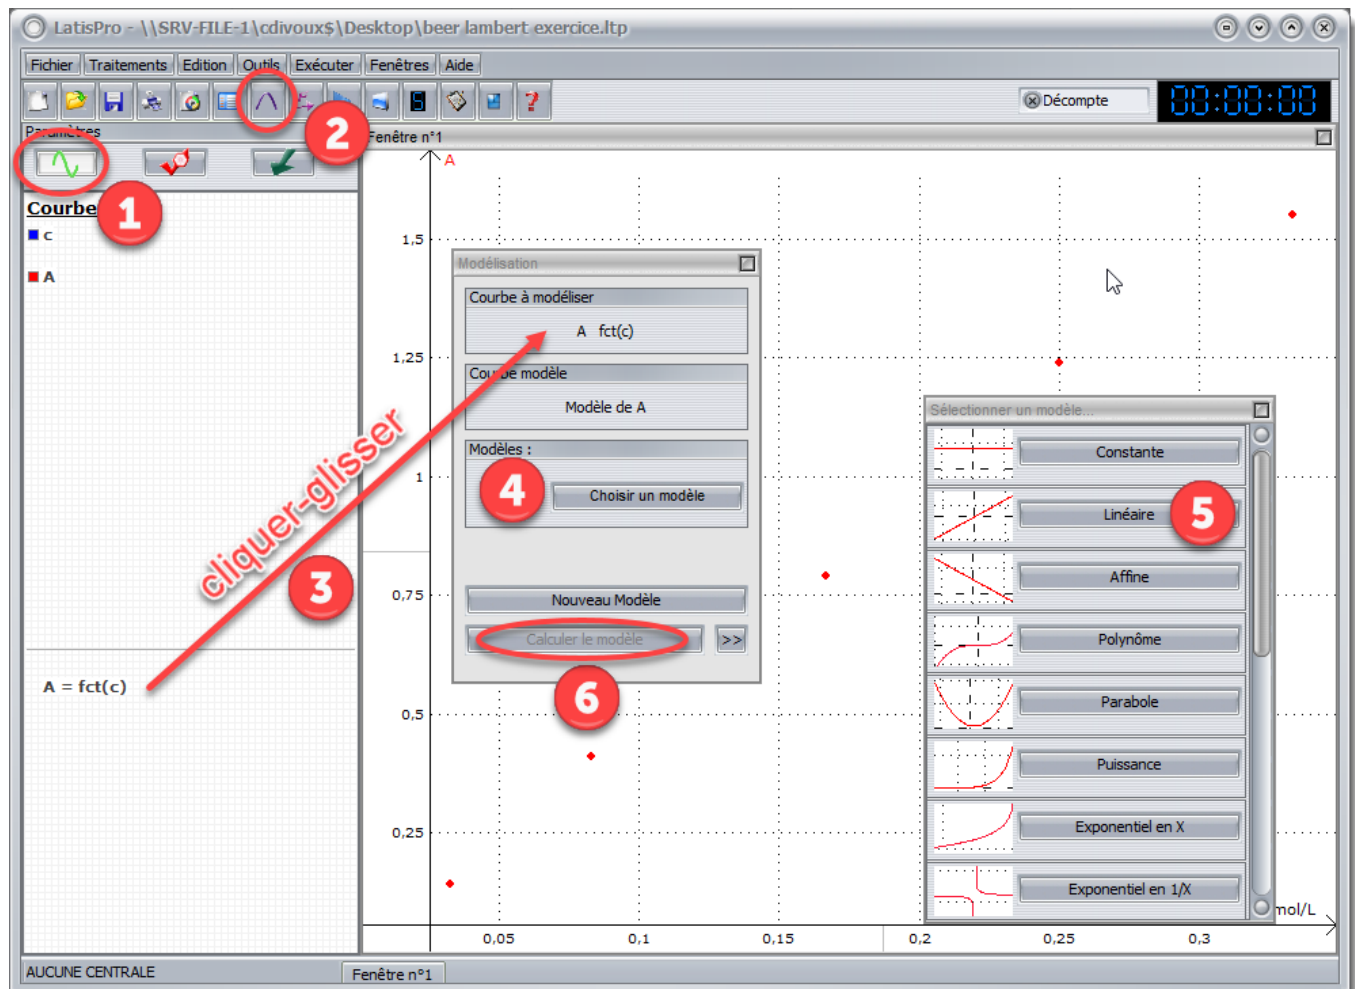 LatisPro - \\SRV-FILE-1\cdivoux$\Desktop\beer lambert exercice.ltp
Fichier Traitements Edition Outils Exécuter Fenêtres Aide
Décompte 00:00:00
2
Paramètres
Fenêtre n°1
1
Courbe
c
A
A
1,5
1,25
1
0,75
0,5
0,25
Modélisation
Courbe à modéliser
A fct(c)
Courbe modèle
Modèle de A
Modèles :
4
Choisir un modèle
Nouveau Modèle
Calculer le modèle >>
6
cliquer-glisser
3
A = fct(c)
Sélectionner un modèle...
Constante
Linéaire
5
Affine
Polynôme
Parabole
Puissance
Exponentiel en X
Exponentiel en 1/X
mol/L
0,05 0,1 0,15 0,2 0,25 0,3
AUCUNE CENTRALE
Fenêtre n°1